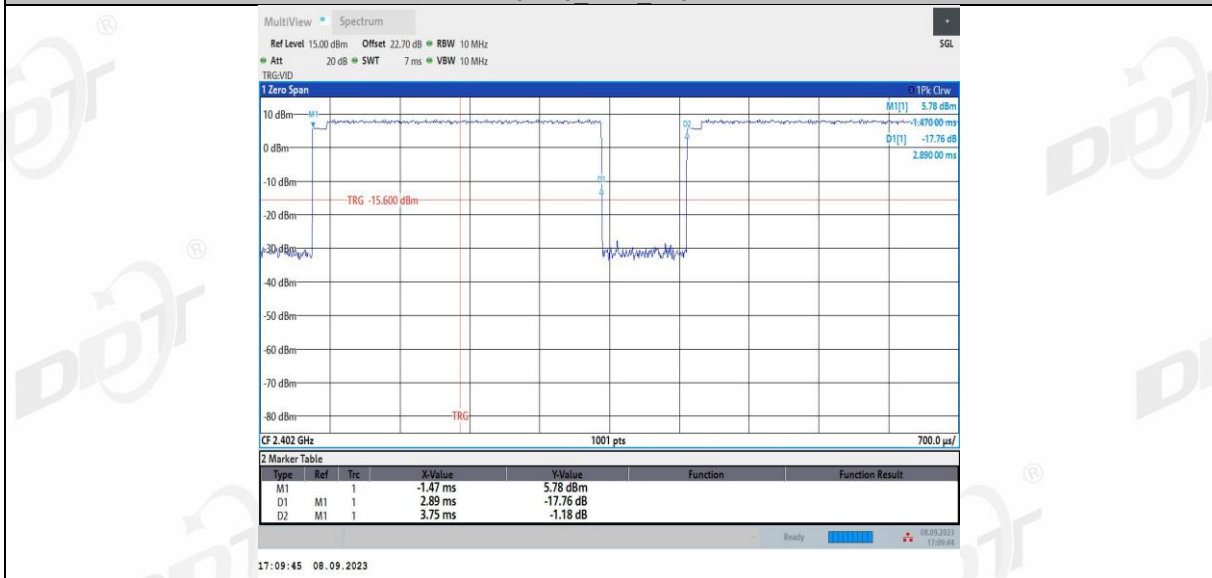 MultiView Spectrum
Ref Level 15.00 dBm Offset 22.70 dB RBW 10 MHz SGL
Att 20 dB SWT 7 ms VBW 10 MHz
TRG:VID
1 Zero Span 1Pk Clrw
M1[1] 5.78 dBm
-1.470 00 ms
D1[1] -17.76 dB
2.890 00 ms
10 dBm M1
D2
0 dBm
-10 dBm
D1
TRG -15.600 dBm
-20 dBm
-30 dBm
-40 dBm
-50 dBm
-60 dBm
-70 dBm
-80 dBm
TRG
CF 2.402 GHz 1001 pts 700.0 µs/
2 Marker Table
Type Ref Trc X-Value Y-Value Function Function Result
M1 1 -1.47 ms 5.78 dBm
D1 M1 1 2.89 ms -17.76 dB
D2 M1 1 3.75 ms -1.18 dB
Ready 08.09.2023
17:09:44
17:09:45 08.09.2023